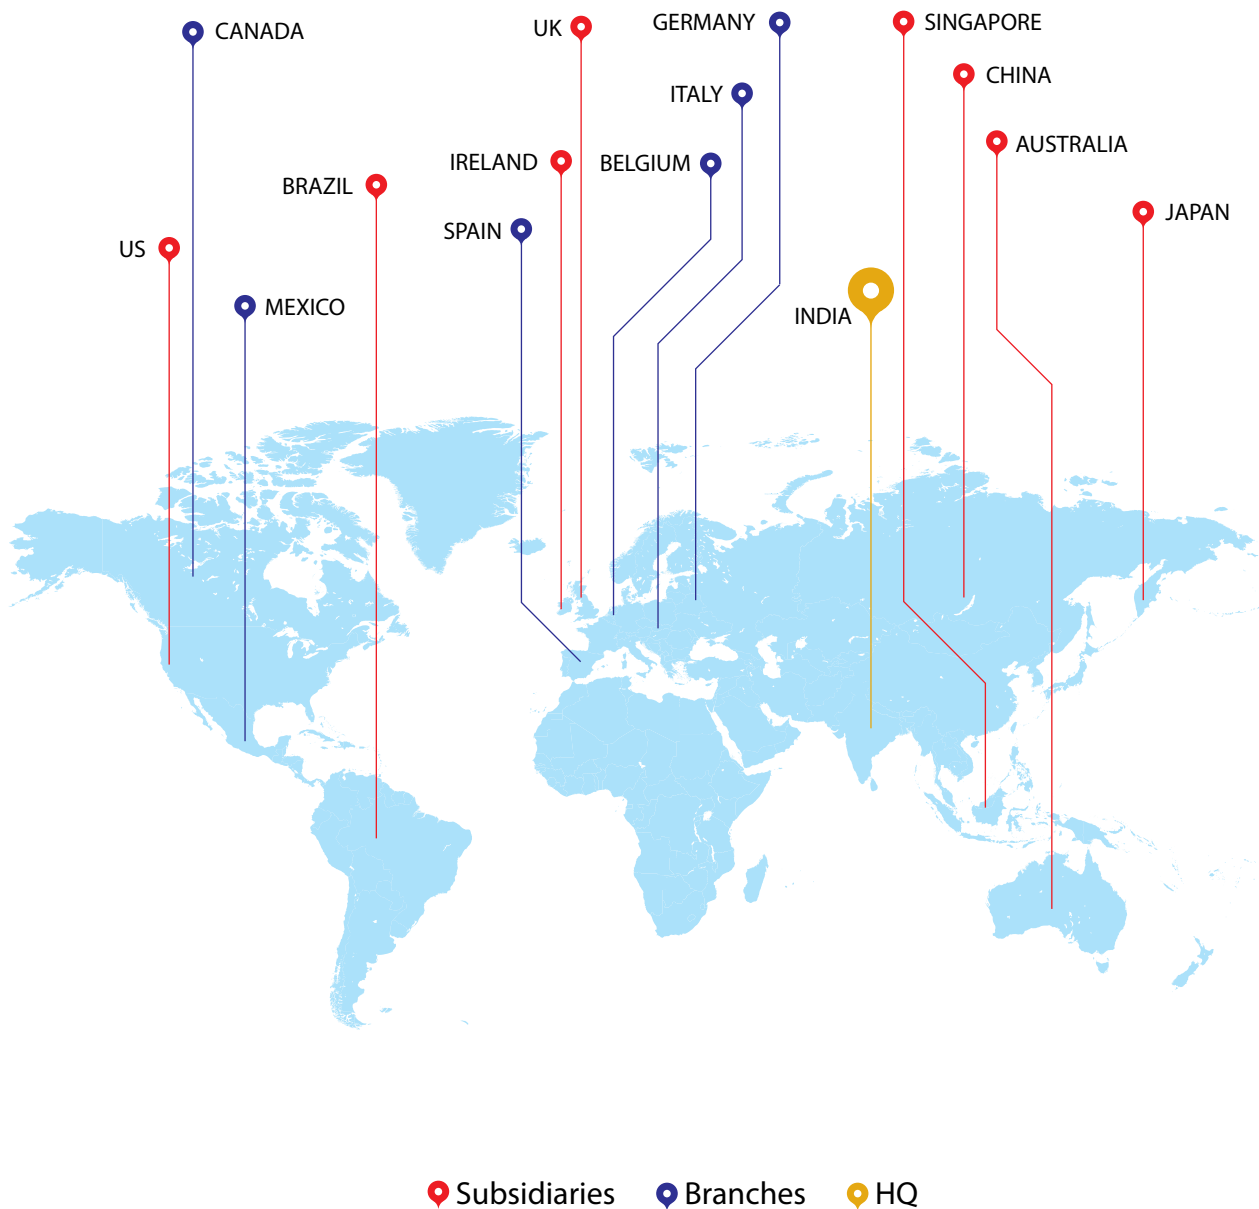 CANADA
UK
GERMANY
SINGAPORE
CHINA
ITALY
AUSTRALIA
IRELAND
BELGIUM
BRAZIL
JAPAN
SPAIN
US
MEXICO
INDIA
Subsidiaries
Branches
HQ